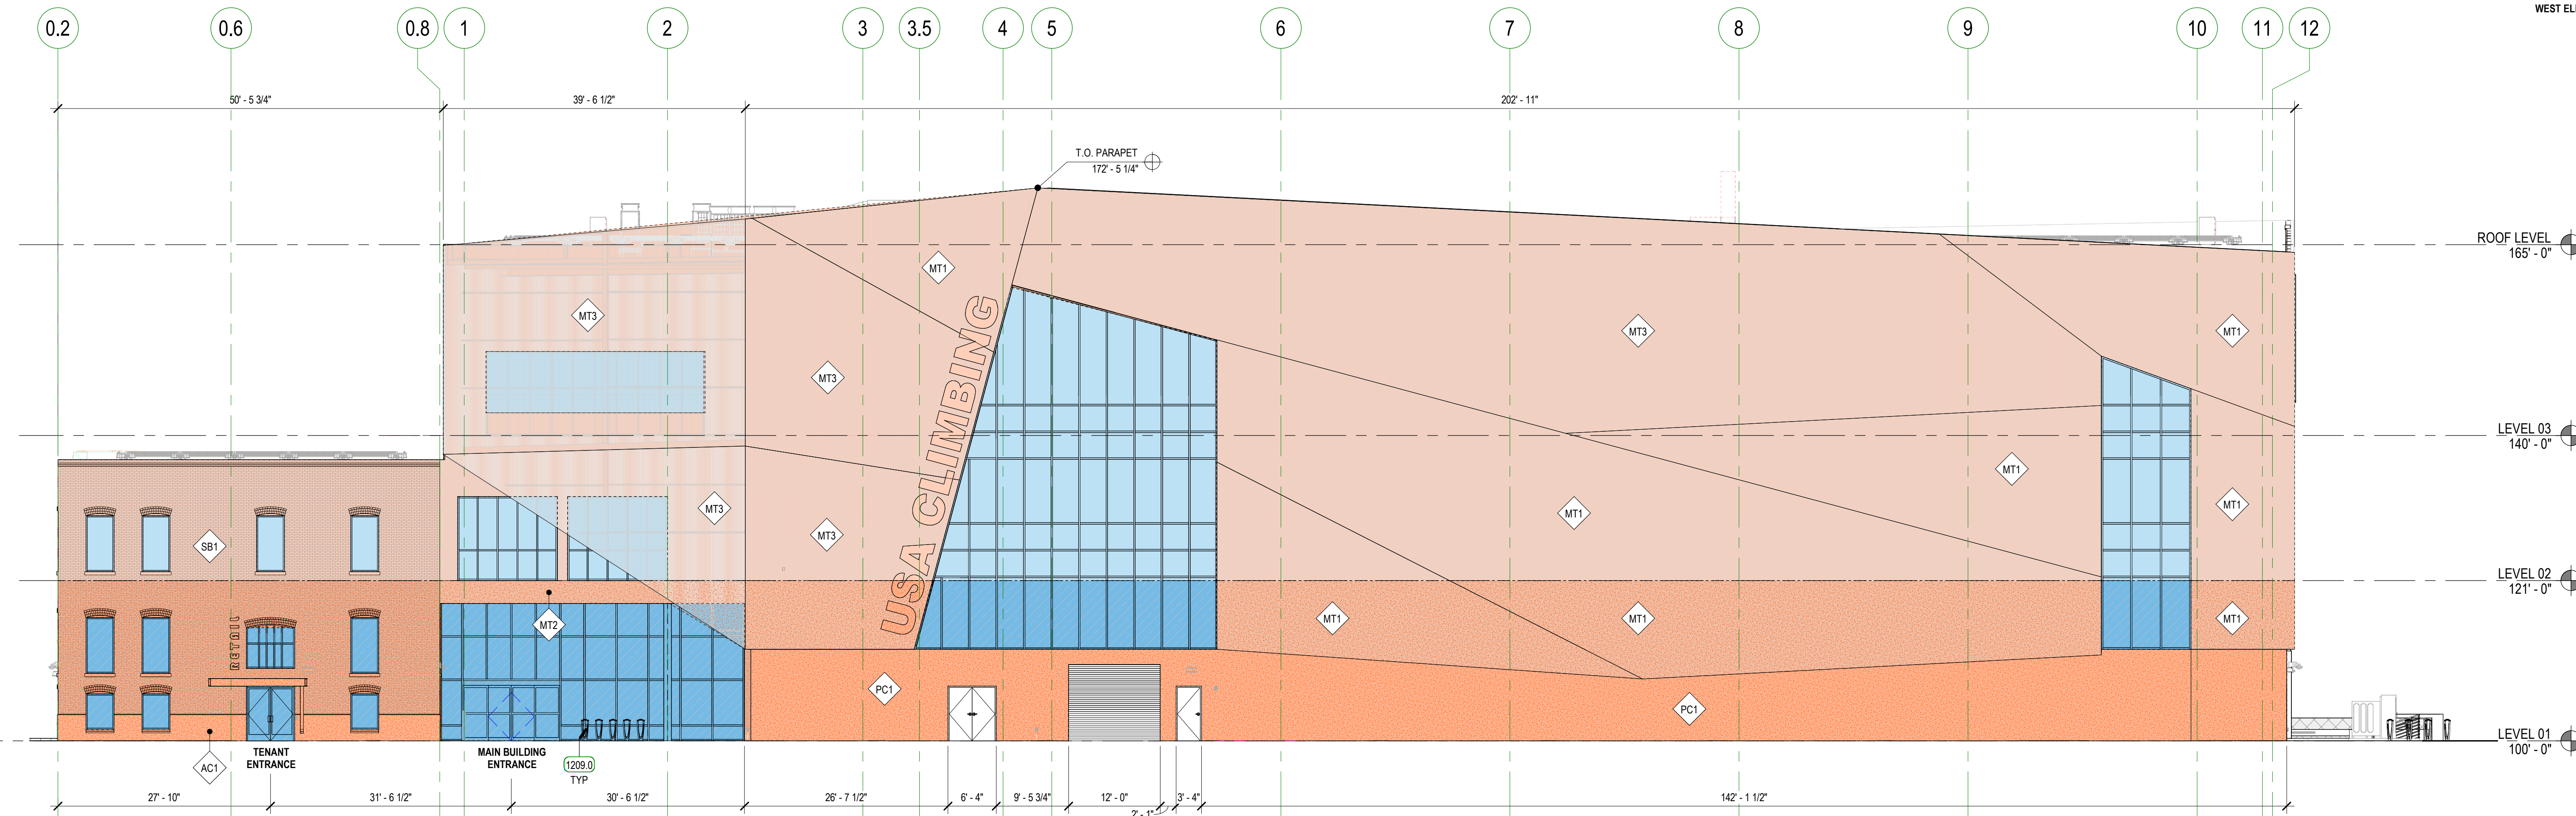 WEST EL
0.2 0.6 0.8 1 2 3 3.5 4 5 6 7 8 9 10 11 12
50' - 5 3/4" 39' - 6 1/2" 202' - 11"
T.O. PARAPET
172' - 5 1/4"
ROOF LEVEL
165' - 0"
MT1
MT3 MT3 MT1
MT3
USA CLIMBING
LEVEL 03
140' - 0"
MT1
MT3 MT1 MT1
MT3
SB1
LEVEL 02
121' - 0"
RETAIL
MT2 MT1 MT1 MT1
PC1 PC1
LEVEL 01
100' - 0"
AC1
TENANT
ENTRANCE
MAIN BUILDING
ENTRANCE
1209.0
TYP
27' - 10" 31' - 6 1/2" 30' - 6 1/2" 26' - 7 1/2" 6' - 4" 9' - 5 3/4" 12' - 0" 3' - 4" 142' - 1 1/2"
2' - 1"